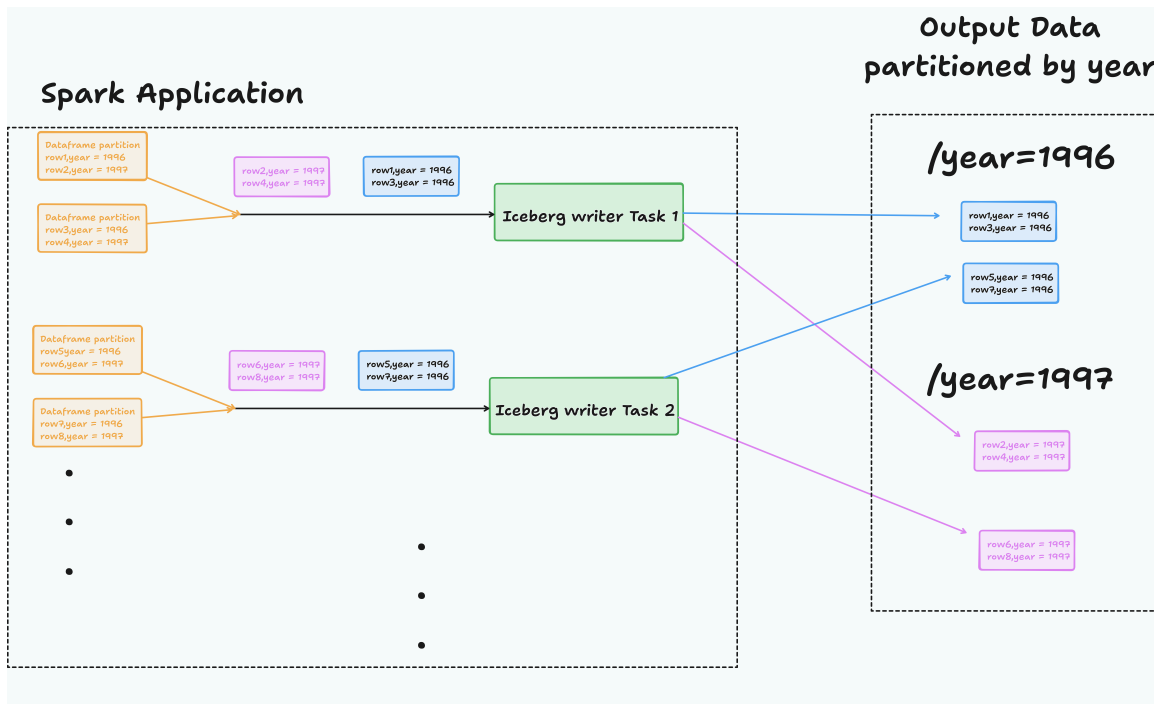 Output Data
partitioned by year
Spark Application
Dataframe partition
row1,year = 1996
row2,year = 1997
Dataframe partition
row3,year = 1996
row4,year = 1997
row2,year = 1997
row4,year = 1997
row1,year = 1996
row3,year = 1996
Iceberg writer Task 1
Dataframe partition
row5year = 1996
row6,year = 1997
Dataframe partition
row7,year = 1996
row8,year = 1997
row6,year = 1997
row8,year = 1997
row5,year = 1996
row7,year = 1996
Iceberg writer Task 2
/year=1996
row1,year = 1996
row3,year = 1996
row5,year = 1996
row7,year = 1996
/year=1997
row2,year = 1997
row4,year = 1997
row6,year = 1997
row8,year = 1997